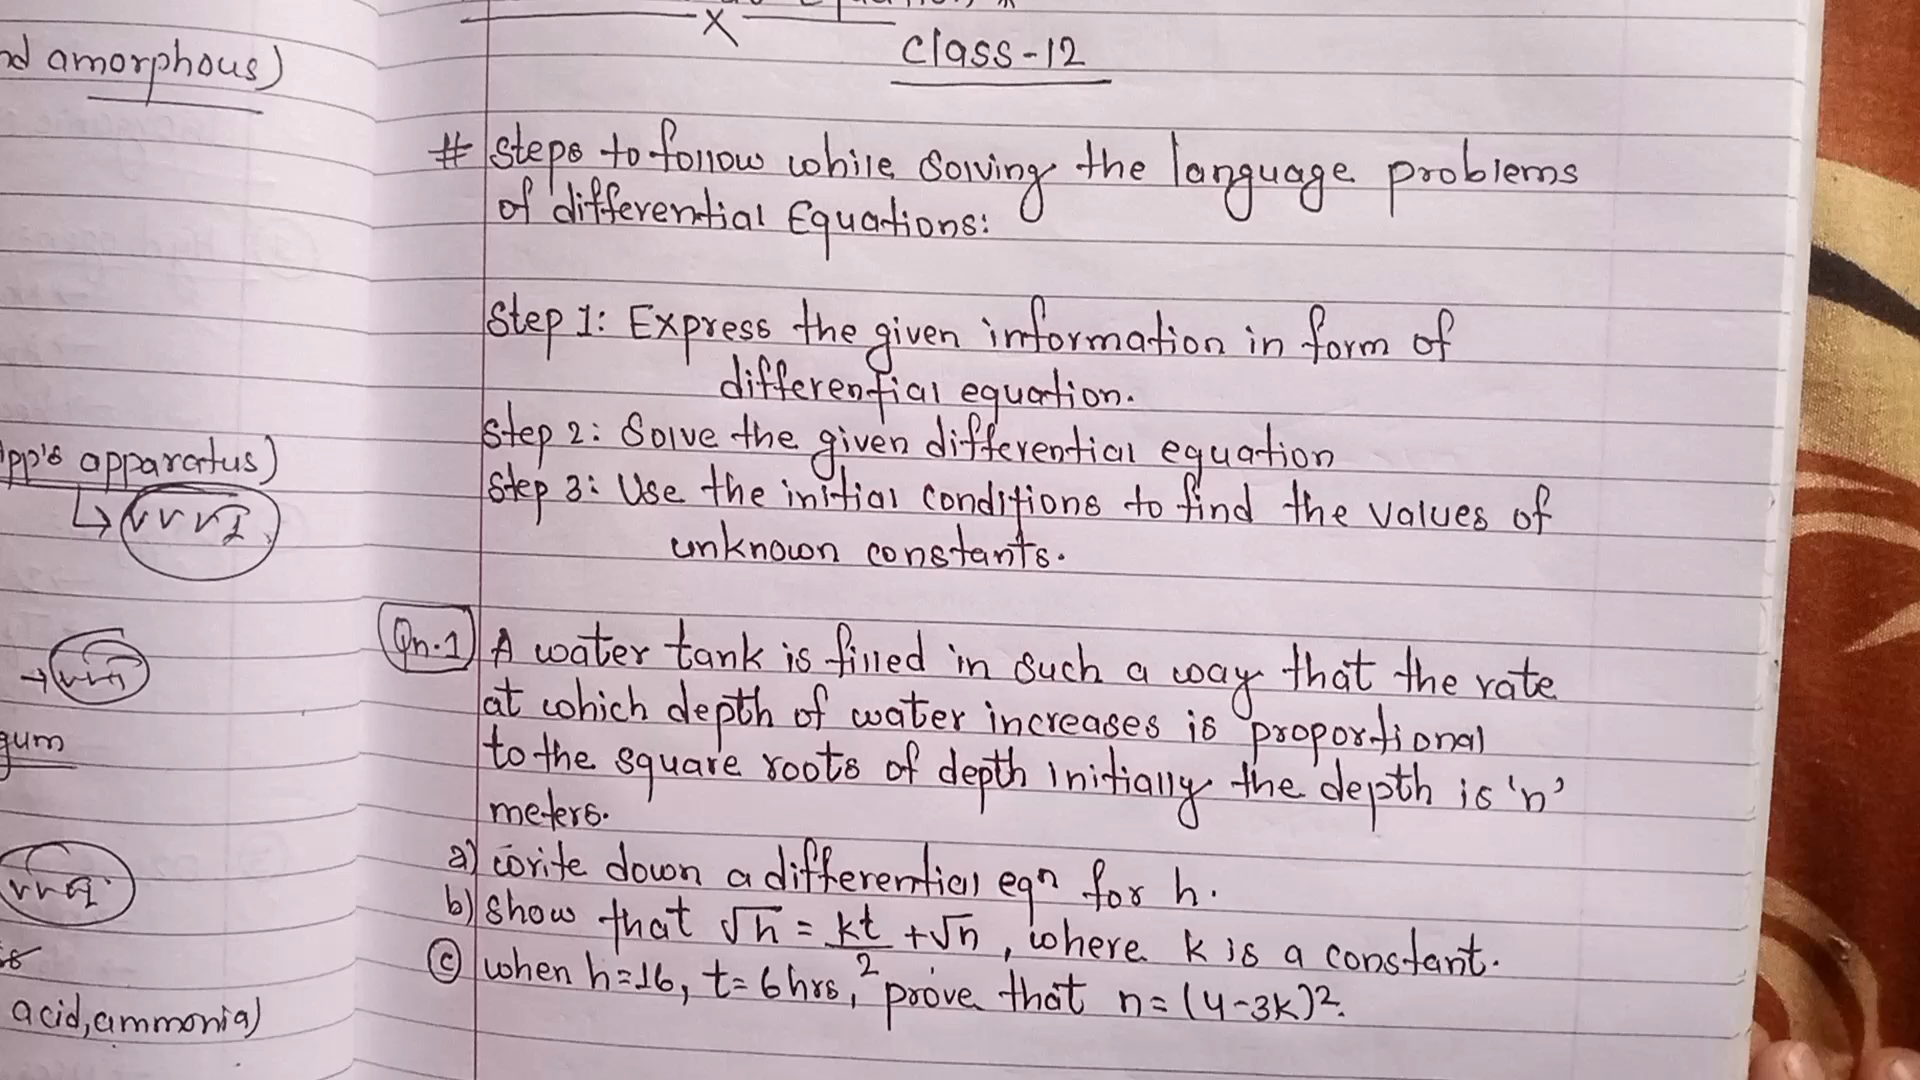 nd amorphous)
pp's apparatus)
gum
acid, ammonia)
x
Class-12
# Steps to follow while solving the language problems
of differential Equations:
Step 1: Express the given information in form of
differential equation.
Step 2: Solve the given differential equation
Step 3: Use the initial conditions to find the values of
unknown constants.
Qn.1 A water tank is filled in such a way that the rate
at which depth of water increases is proportional
to the square roots of depth initially the depth is 'n'
meters.
a) write down a differential eqn for h.
b) Show that √h = kt/2 + √n, where k is a constant.
c) when h=16, t= 6hrs, prove that n= (4-3k)².